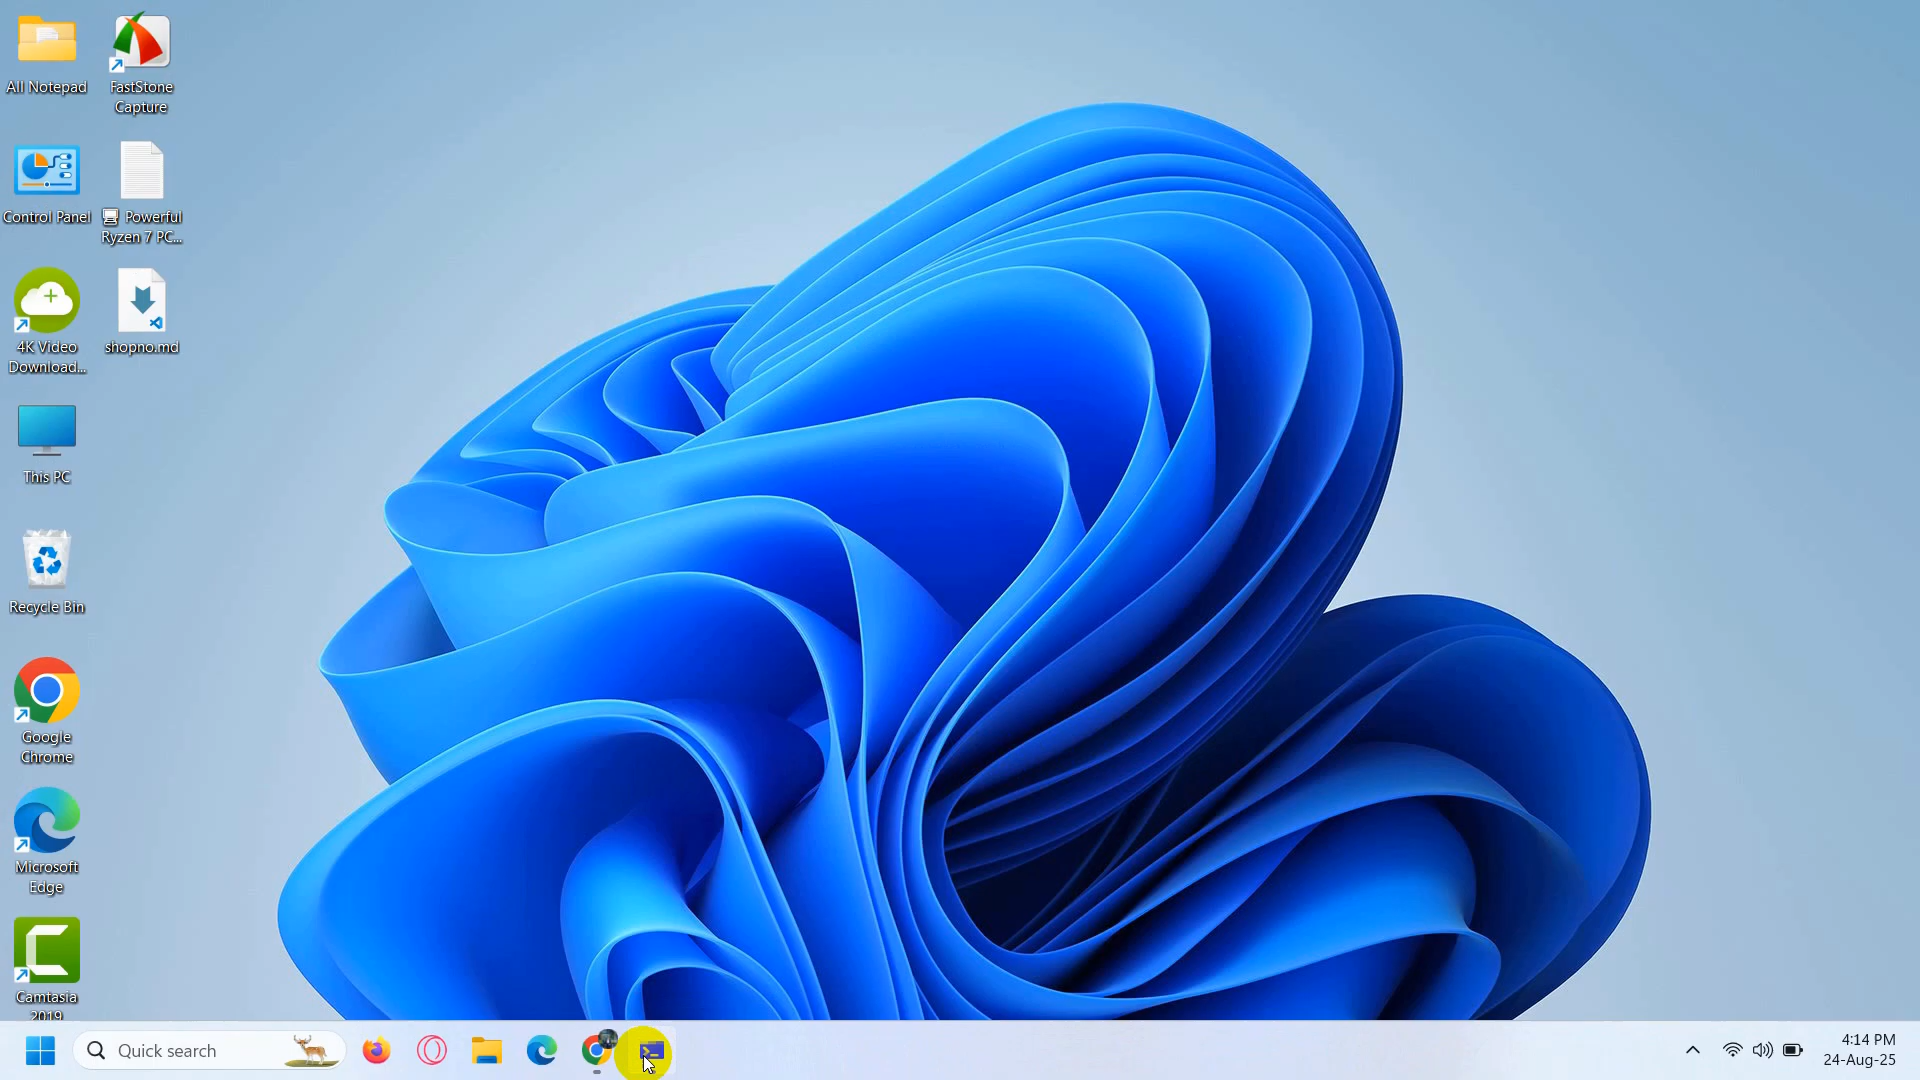 All Notepad
FastStone
Capture
Control Panel
Powerful
Ryzen 7 PC...
4K Video
Download...
shopno.md
This PC
Recycle Bin
Google
Chrome
Microsoft
Edge
Camtasia
2019
Quick search
4:14 PM
24-Aug-25